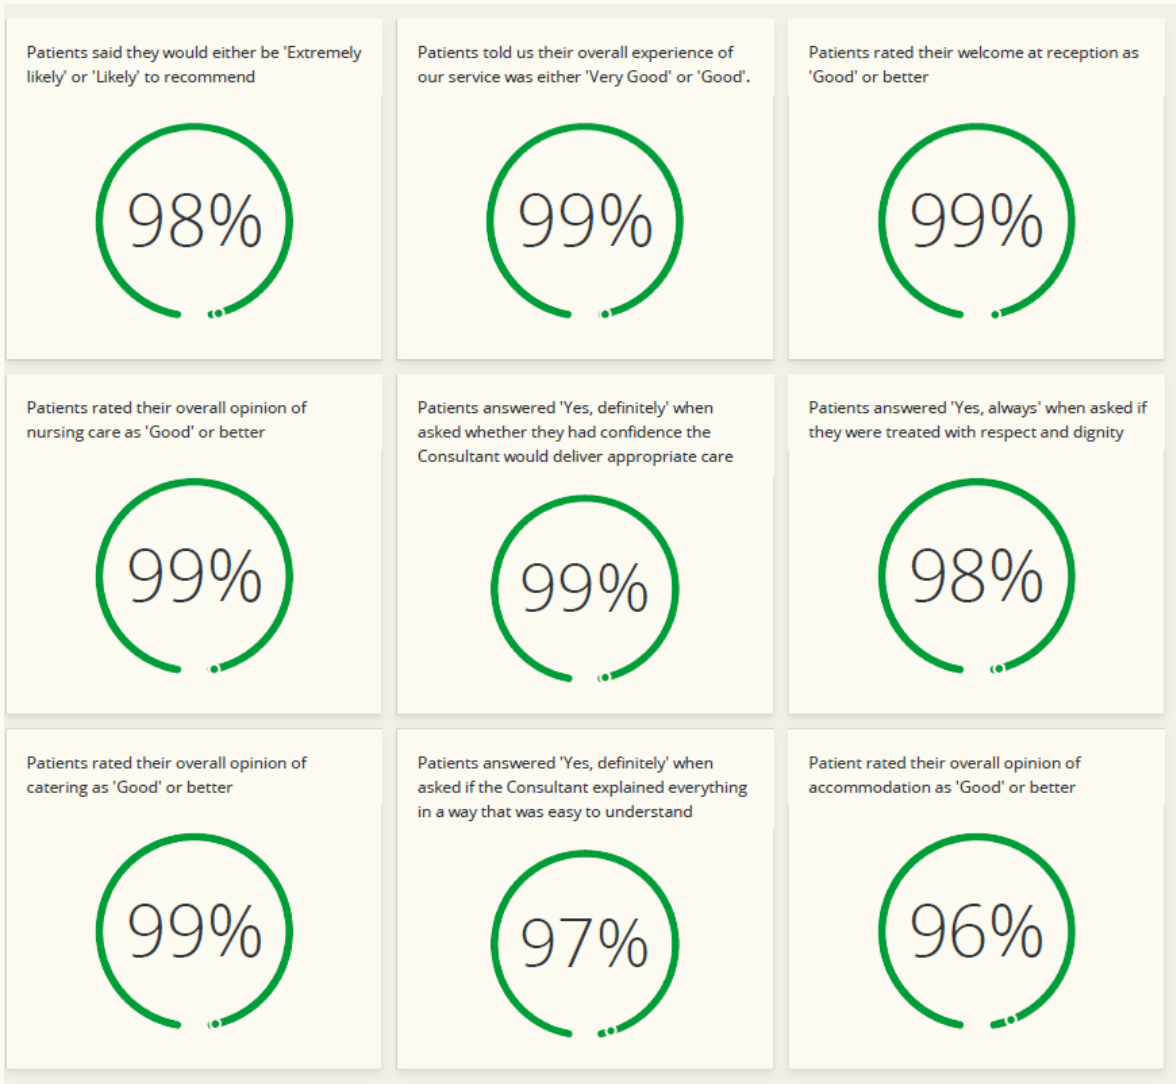 Patients said they would either be 'Extremely
likely' or 'Likely' to recommend
98%
Patients told us their overall experience of
our service was either 'Very Good' or 'Good'.
99%
Patients rated their welcome at reception as
'Good' or better
99%
Patients rated their overall opinion of
nursing care as 'Good' or better
99%
Patients answered 'Yes, definitely' when
asked whether they had confidence the
Consultant would deliver appropriate care
99%
Patients answered 'Yes, always' when asked if
they were treated with respect and dignity
98%
Patients rated their overall opinion of
catering as 'Good' or better
99%
Patients answered 'Yes, definitely' when
asked if the Consultant explained everything
in a way that was easy to understand
97%
Patient rated their overall opinion of
accommodation as 'Good' or better
96%